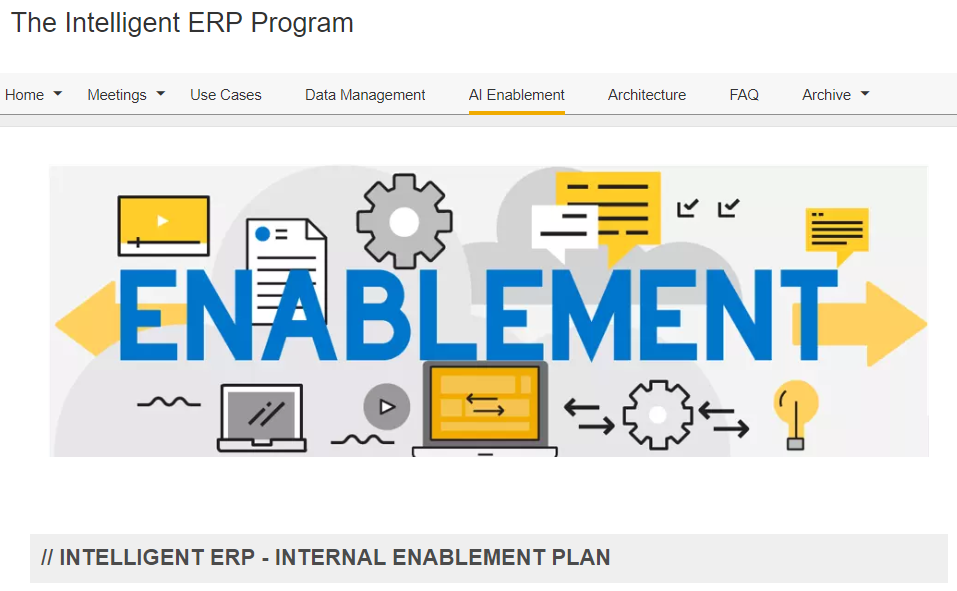 The Intelligent ERP Program
Home Meetings Use Cases Data Management AI Enablement Architecture FAQ Archive
ENABLEMENT
// INTELLIGENT ERP - INTERNAL ENABLEMENT PLAN